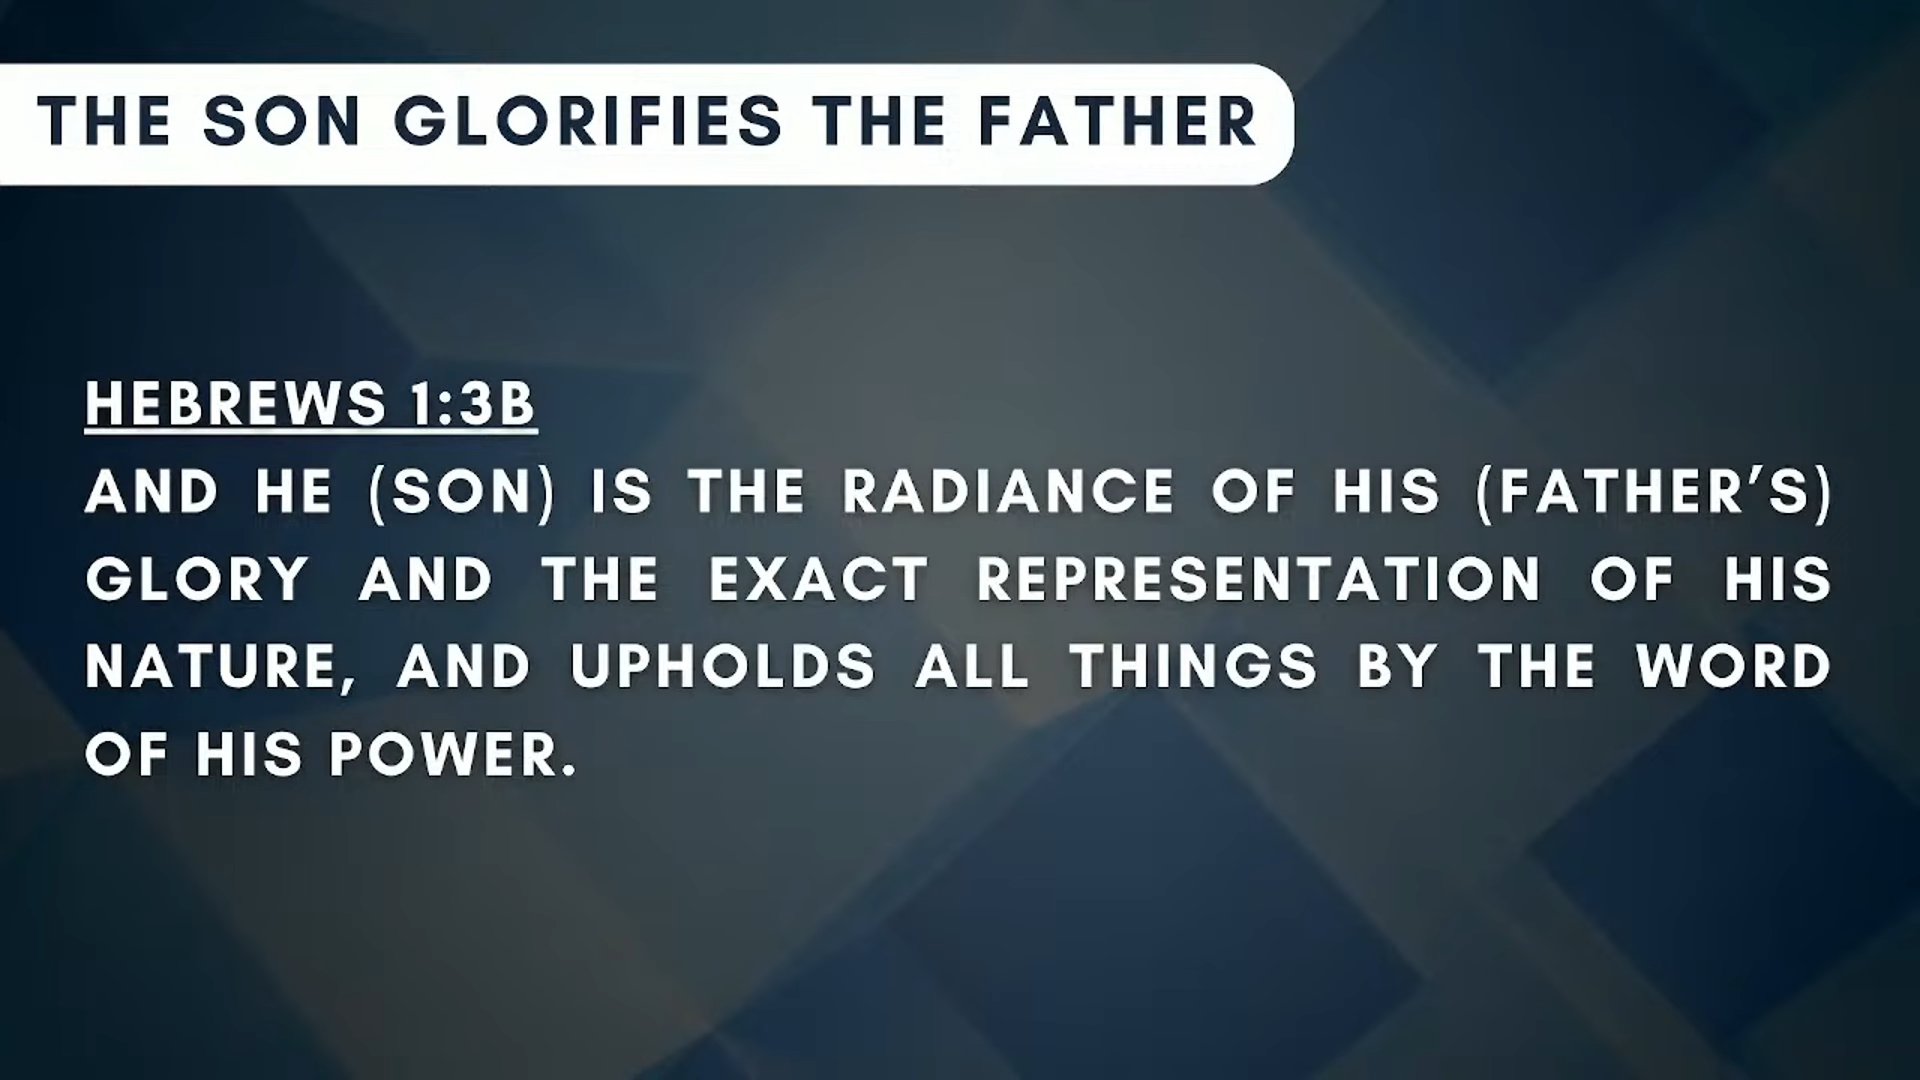 THE SON GLORIFIES THE FATHER
HEBREWS 1:3B
AND HE (SON) IS THE RADIANCE OF HIS (FATHER’S)
GLORY AND THE EXACT REPRESENTATION OF HIS
NATURE, AND UPHOLDS ALL THINGS BY THE WORD
OF HIS POWER.